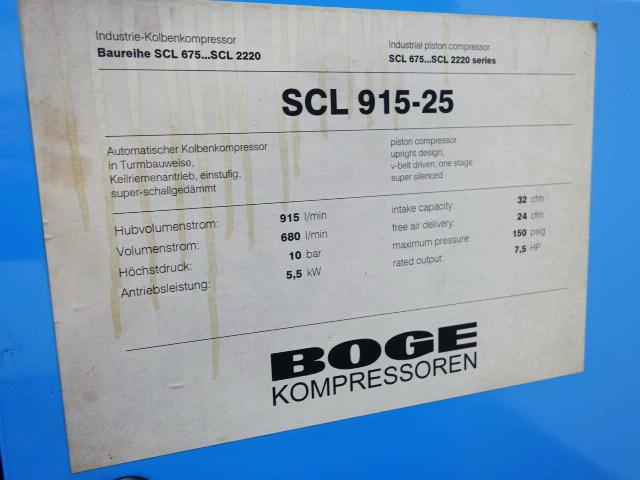 Industrie-Kolbenkompressor
Baureihe SCL 675...SCL 2220
Industrial piston compressor
SCL 675...SCL 2220 series
SCL 915-25
Automatischer Kolbenkompressor
in Turmbauweise,
Keilriemenantrieb, einstufig,
super-schallgedämmt
piston compressor
upright design,
v-belt driven, one stage
super silenced
Hubvolumenstrom: 915 l/min
Volumenstrom: 680 l/min
Höchstdruck: 10 bar
Antriebsleistung: 5,5 kW
intake capacity: 32 cfm
free air delivery: 24 cfm
maximum pressure: 150 psig
rated output: 7,5 HP
BOGE
KOMPRESSOREN